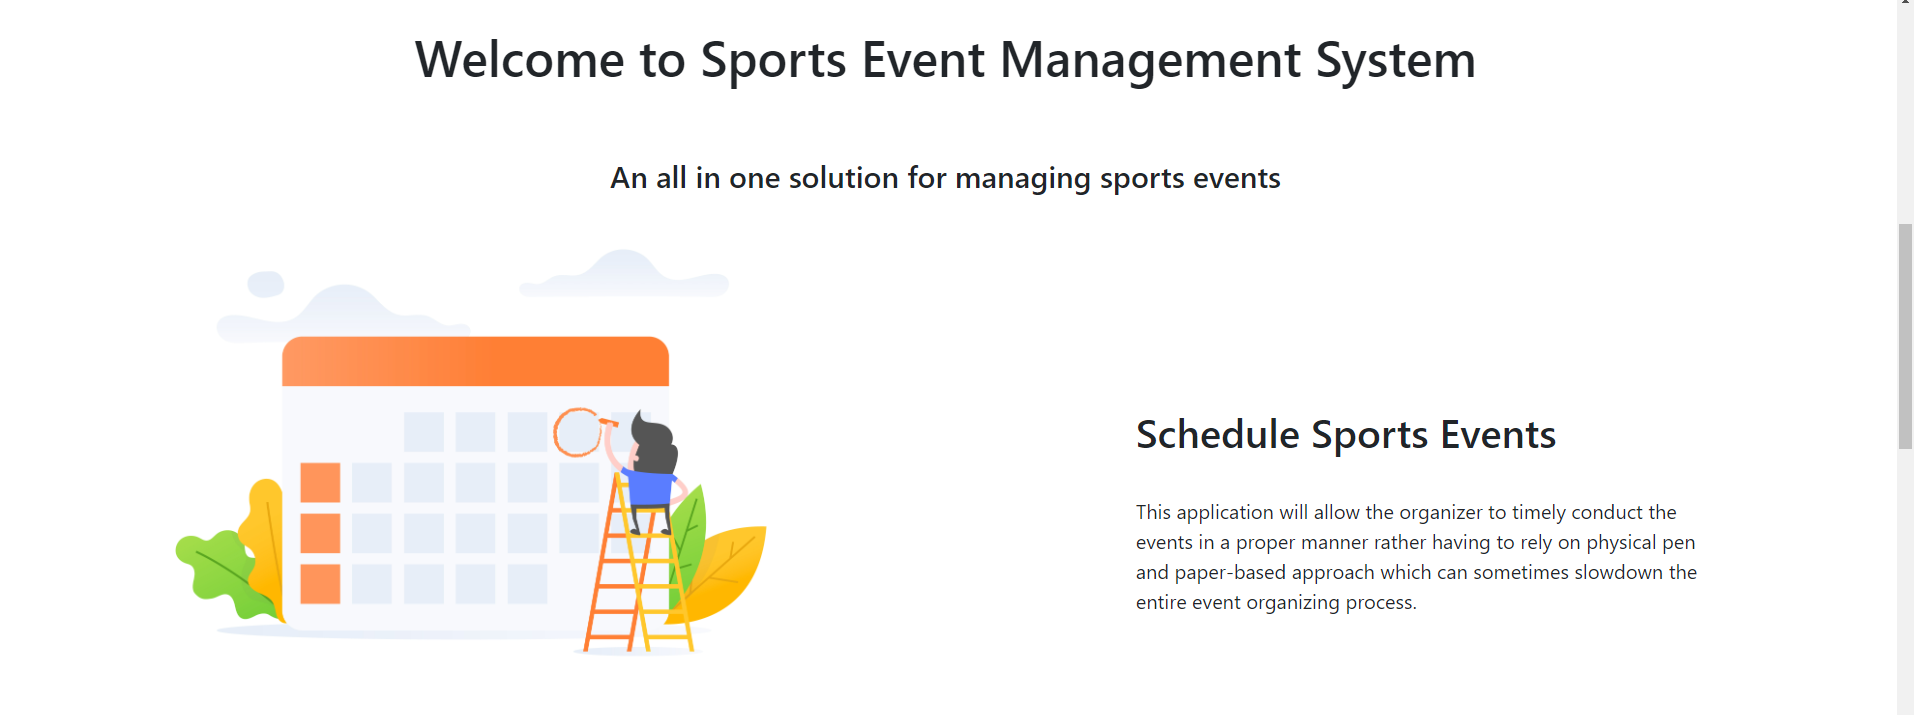 Welcome to Sports Event Management System
An all in one solution for managing sports events
Schedule Sports Events
This application will allow the organizer to timely conduct the
events in a proper manner rather having to rely on physical pen
and paper-based approach which can sometimes slowdown the
entire event organizing process.